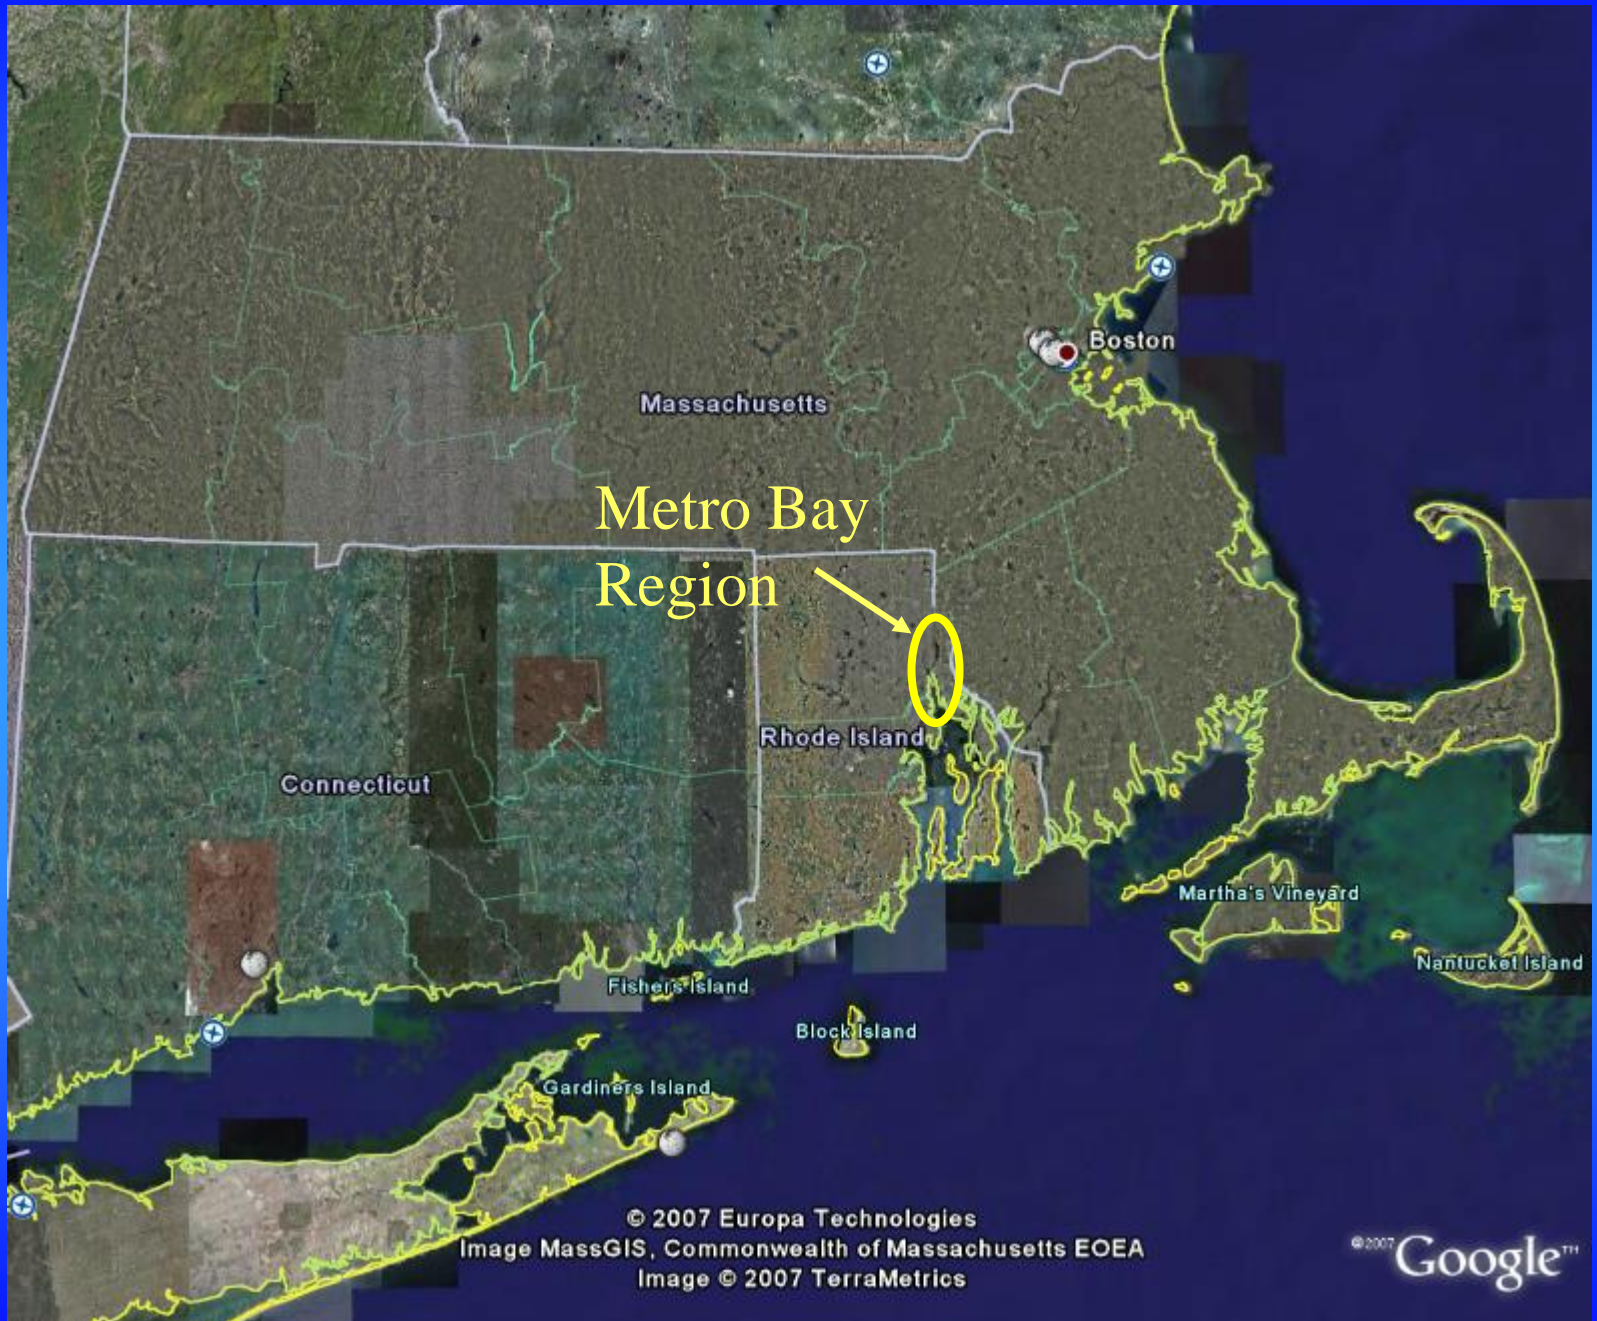 Boston
Massachusetts
Metro Bay
Region
Rhode Island
Connecticut
Martha's Vineyard
Nantucket Island
Fishers Island
Block Island
Gardiners Island
© 2007 Europa Technologies
Image MassGIS, Commonwealth of Massachusetts EOEA
Image © 2007 TerraMetrics
©2007 Google™